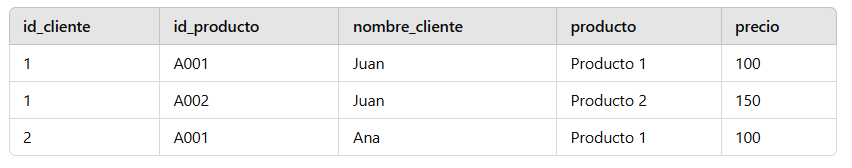 id_cliente id_producto nombre_cliente producto precio
1 A001 Juan Producto 1 100
1 A002 Juan Producto 2 150
2 A001 Ana Producto 1 100